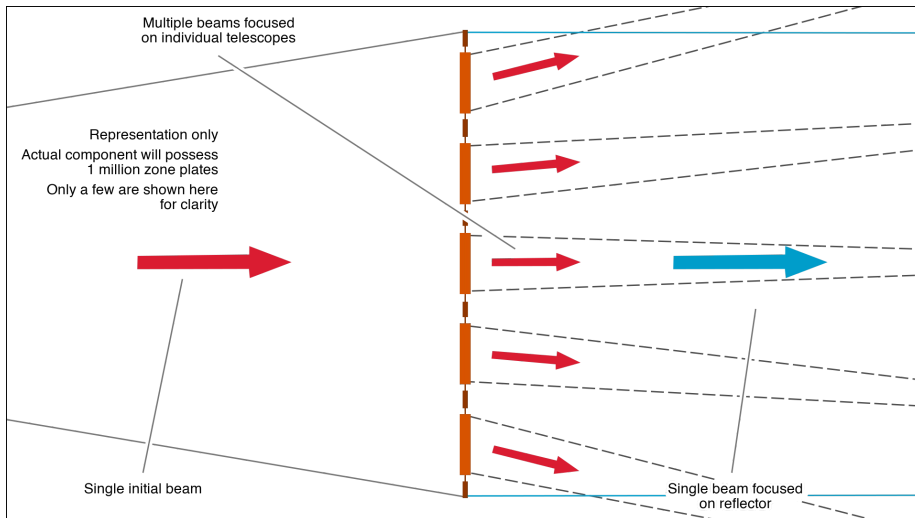 Multiple beams focused
on individual telescopes
Representation only
Actual component will possess
1 million zone plates
Only a few are shown here
for clarity
Single initial beam
Single beam focused
on reflector